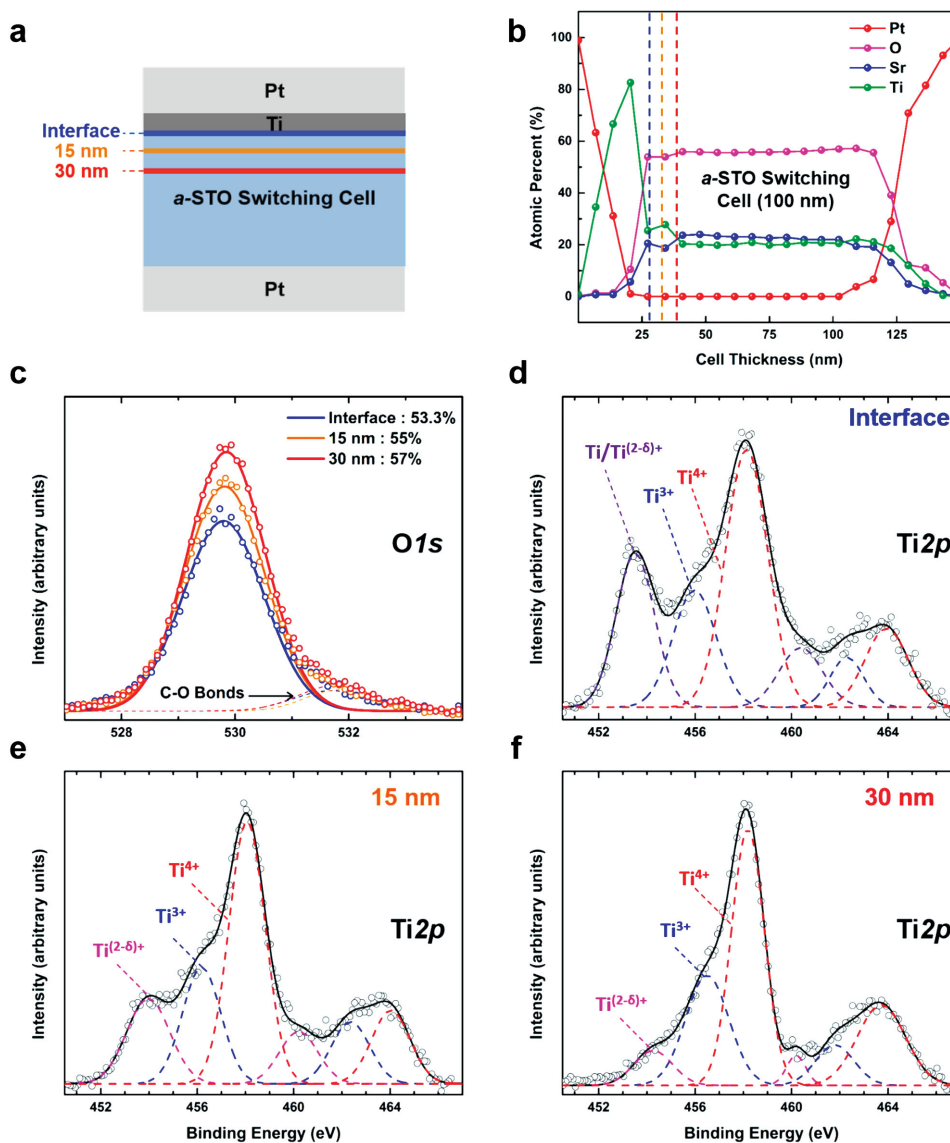 a
Pt
Ti
Interface
15 nm
30 nm
a-STO Switching Cell
Pt
b
Atomic Percent (%)
100
80
60
40
20
0
Pt
O
Sr
Ti
a-STO Switching
Cell (100 nm)
0
25
50
75
100
125
Cell Thickness (nm)
c
Intensity (arbitrary units)
Interface : 53.3%
15 nm : 55%
30 nm : 57%
O1s
C-O Bonds
528
530
532
d
Intensity (arbitrary units)
Interface
Ti/Ti(2-δ)+
Ti3+
Ti4+
Ti2p
452
456
460
464
e
Intensity (arbitrary units)
15 nm
Ti4+
Ti3+
Ti(2-δ)+
Ti2p
452
456
460
464
Binding Energy (eV)
f
Intensity (arbitrary units)
30 nm
Ti4+
Ti3+
Ti(2-δ)+
Ti2p
452
456
460
464
Binding Energy (eV)